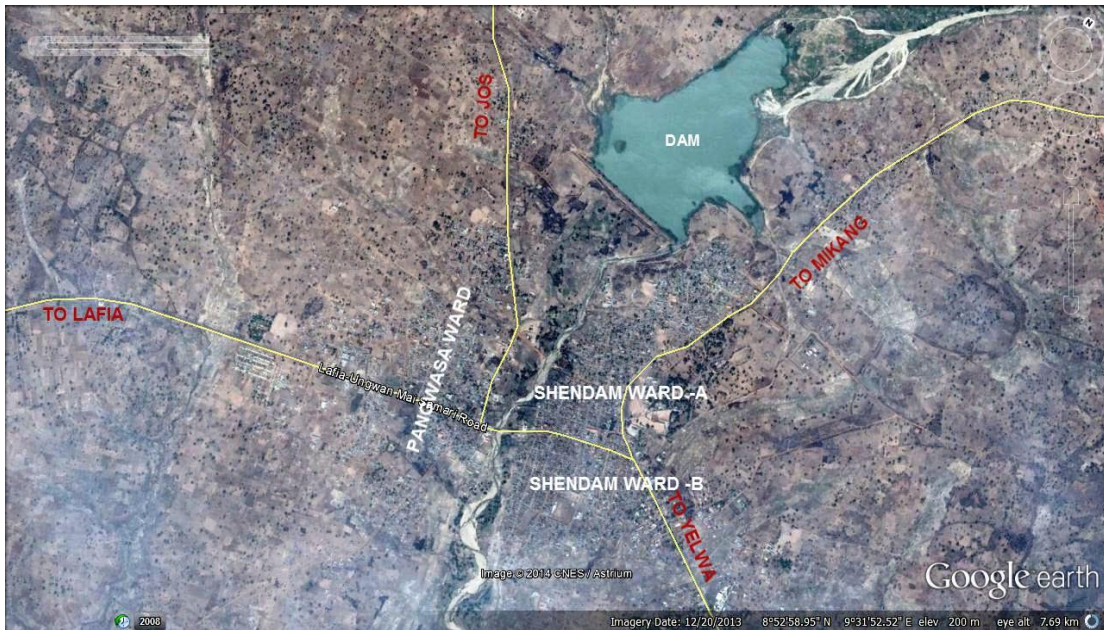 N
TO JOS
DAM
TO MIKANG
TO LAFIA
PANGWASA WARD
Lafia-Ungwan Mai Samari Road
SHENDAM WARD -A
SHENDAM WARD -B
TO YELWA
Image © 2014 CNES / Astrium
Google earth
2008
Imagery Date: 12/20/2013 8°52'58.95" N 9°31'52.52" E elev 200 m eye alt 7.69 km